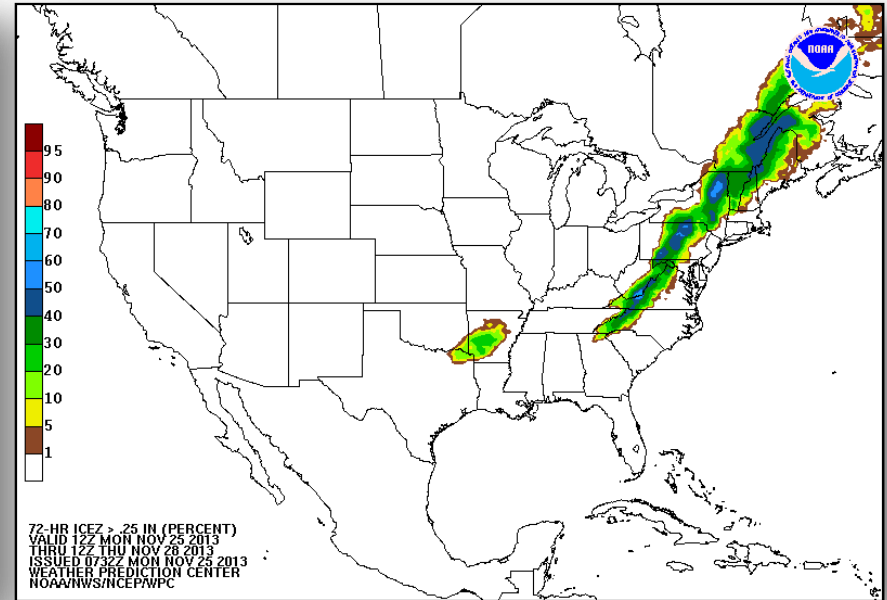 NOAA
95
90
80
70
60
50
40
30
20
10
5
1
72-HR ICEZ > .25 IN (PERCENT)
VALID 12Z MON NOV 25 2013
THRU 12Z THU NOV 28 2013
ISSUED 0732Z MON NOV 25 2013
WEATHER PREDICTION CENTER
NOAA/NWS/NCEP/WPC